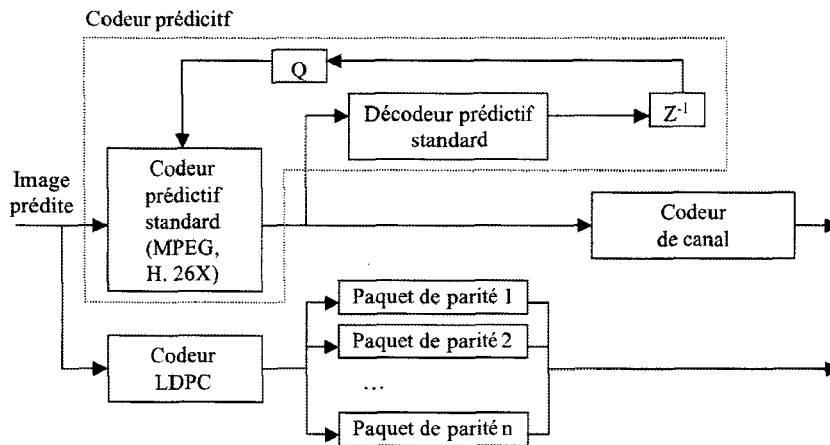 Codeur prédicitf
Q
Décodeur prédictif
standard
Z-1
Image
prédite
Codeur
prédictif
standard
(MPEG,
H. 26X)
Codeur
de canal
Codeur
LDPC
Paquet de parité 1
Paquet de parité 2
…
Paquet de parité n